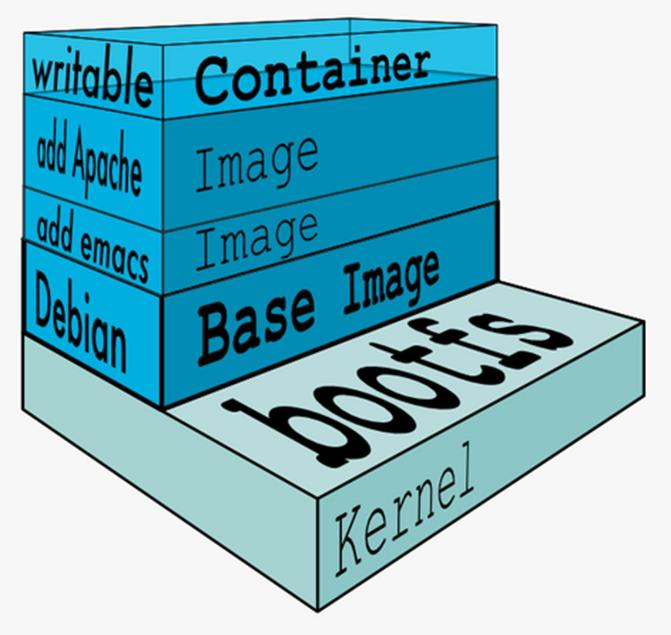 writable Container
add Apache Image
add emacs Image
Debian Base Image
bootfs
Kernel